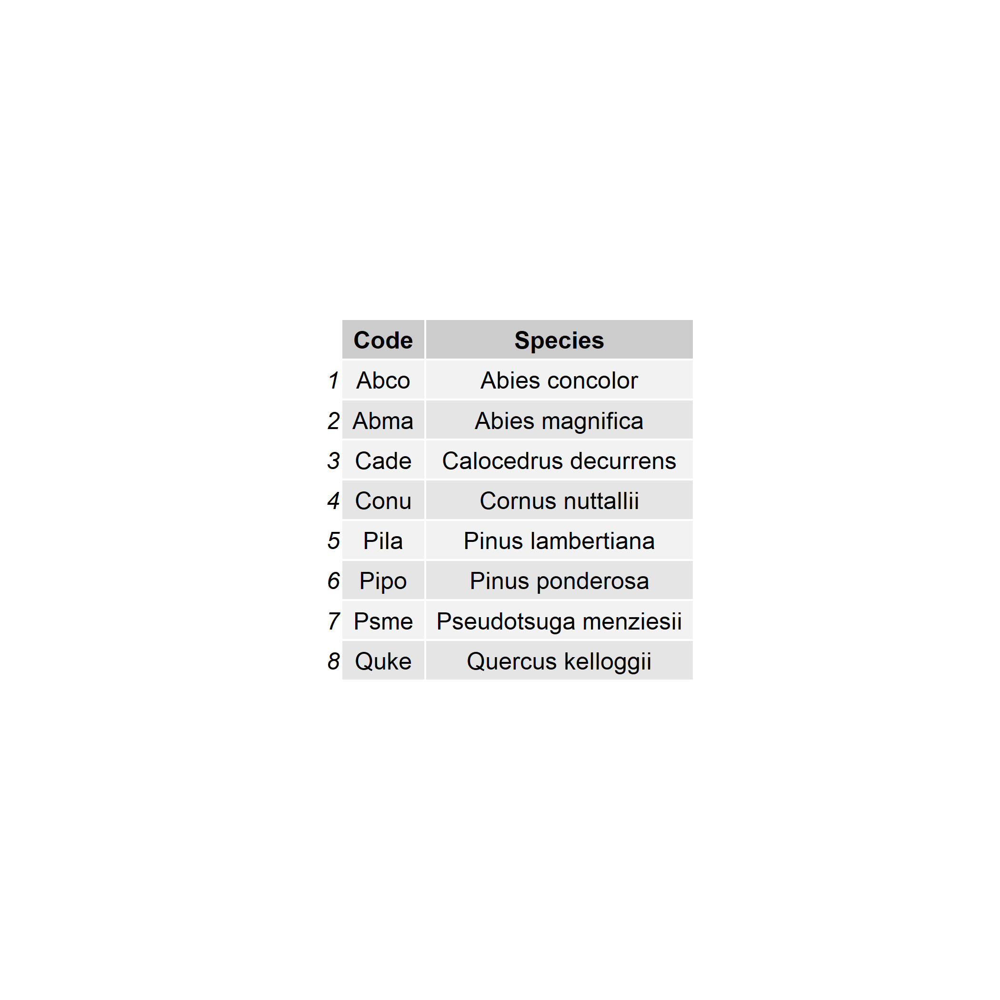 Code Species
1 Abco Abies concolor
2 Abma Abies magnifica
3 Cade Calocedrus decurrens
4 Conu Cornus nuttallii
5 Pila Pinus lambertiana
6 Pipo Pinus ponderosa
7 Psme Pseudotsuga menziesii
8 Quke Quercus kelloggii